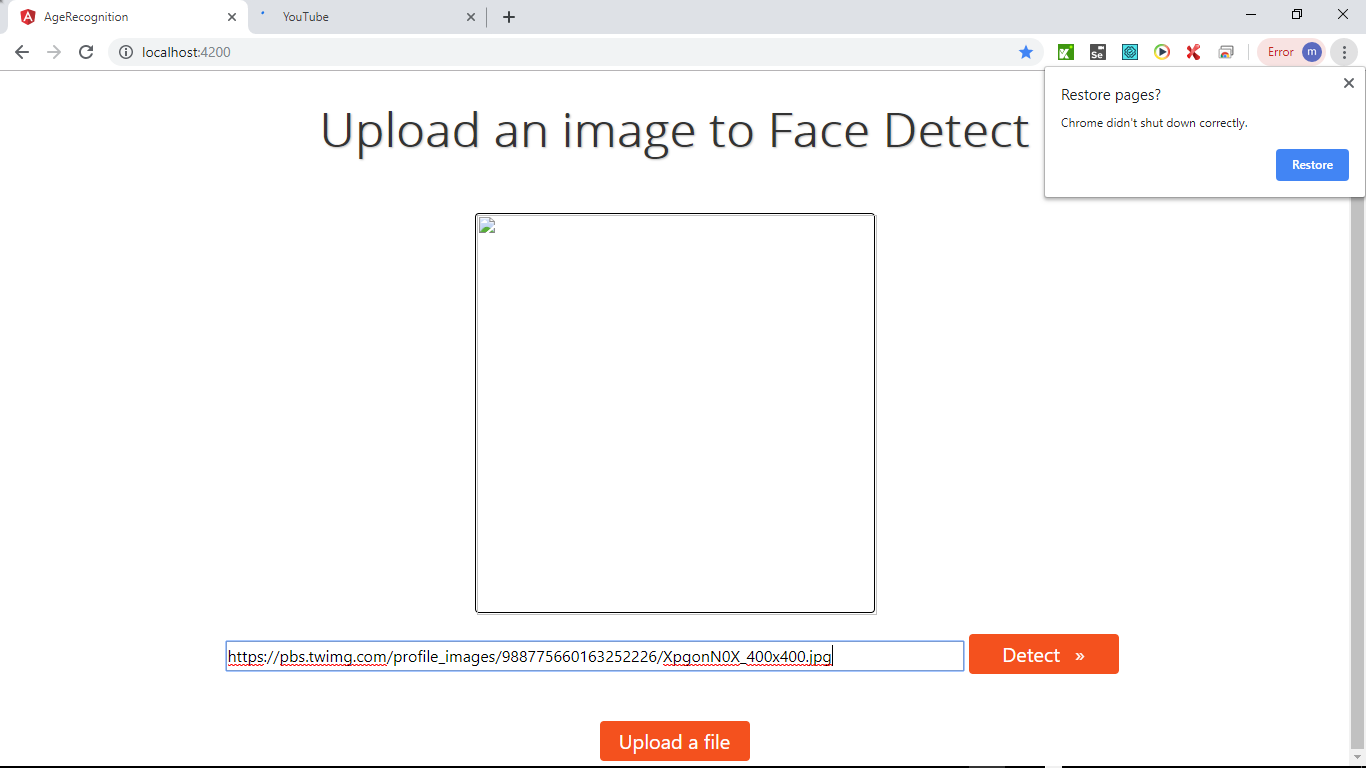 AgeRecognition
YouTube
localhost:4200
Se
Error m
Restore pages?
Chrome didn't shut down correctly.
Restore
Upload an image to Face Detect
https://pbs.twimg.com/profile_images/988775660163252226/XpgonN0X_400x400.jpg
Detect »
Upload a file